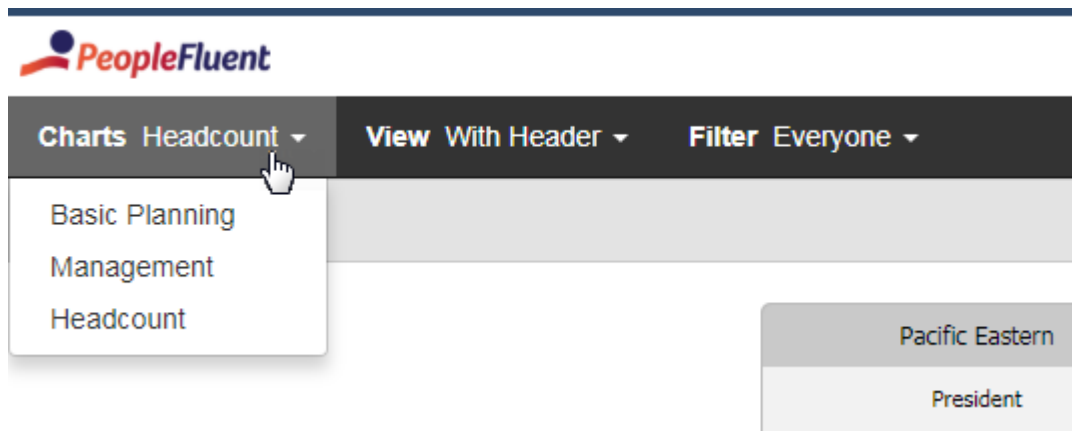 PeopleFluent
Charts Headcount View With Header Filter Everyone
Basic Planning
Management
Headcount
Pacific Eastern
President